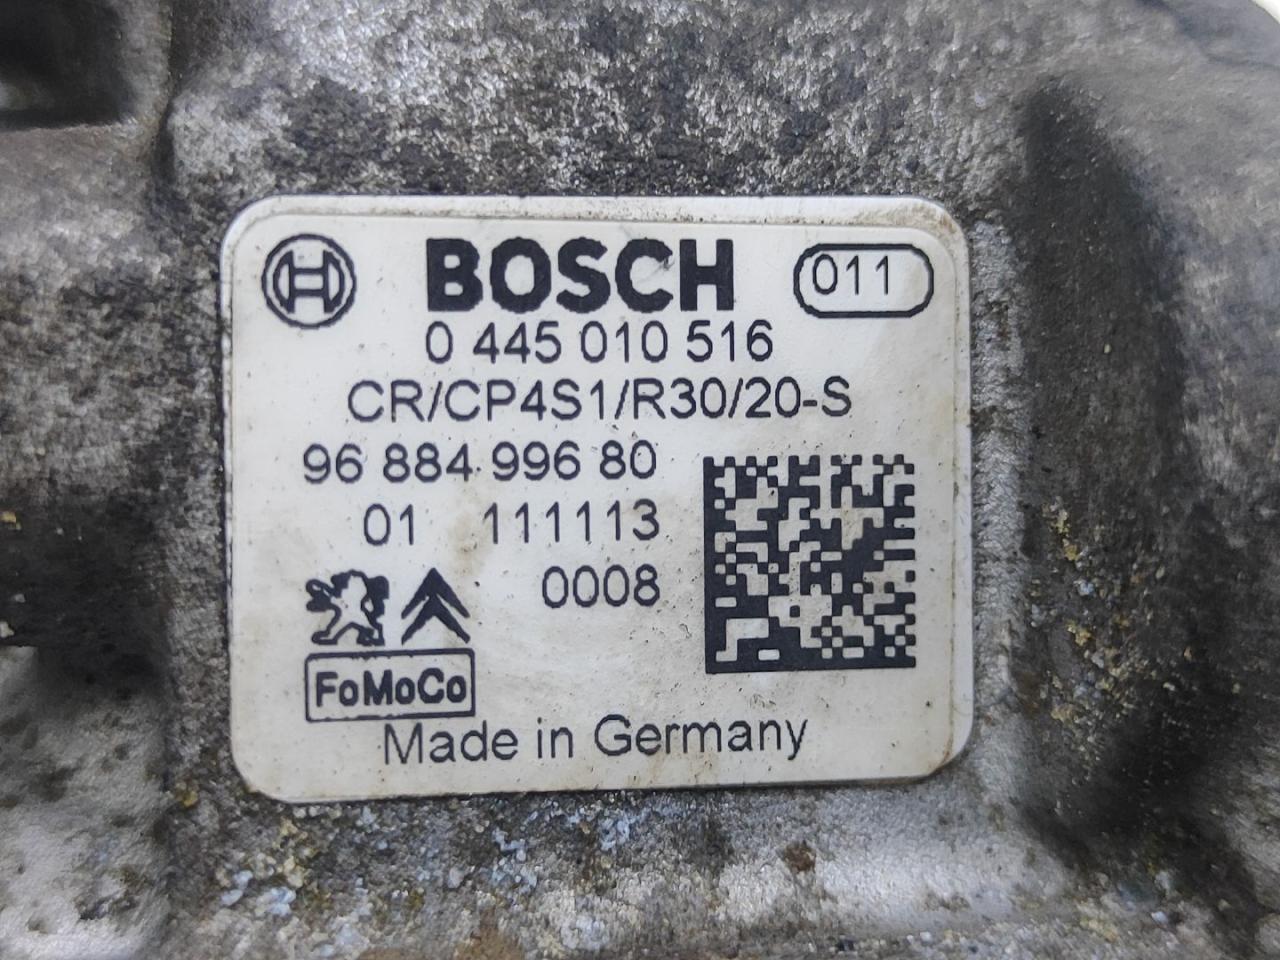 BOSCH 011
0 445 010 516
CR/CP4S1/R30/20-S
96 884 996 80
01 111113
0008
FoMoCo
Made in Germany